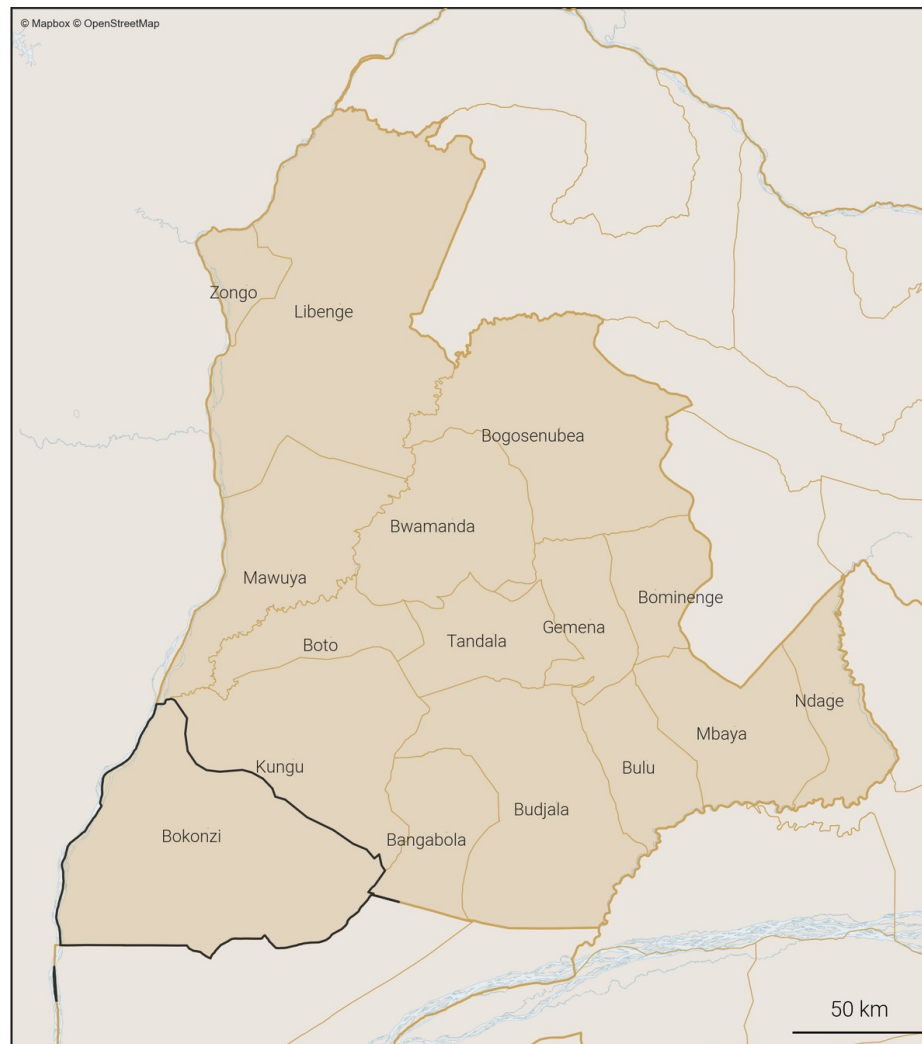 © Mapbox © OpenStreetMap
Zongo
Libenge
Bogosenubea
Bwamanda
Mawuya
Bominenge
Gemena
Tandala
Boto
Ndage
Mbaya
Kungu
Bulu
Budjala
Bokonzi
Bangabola
50 km